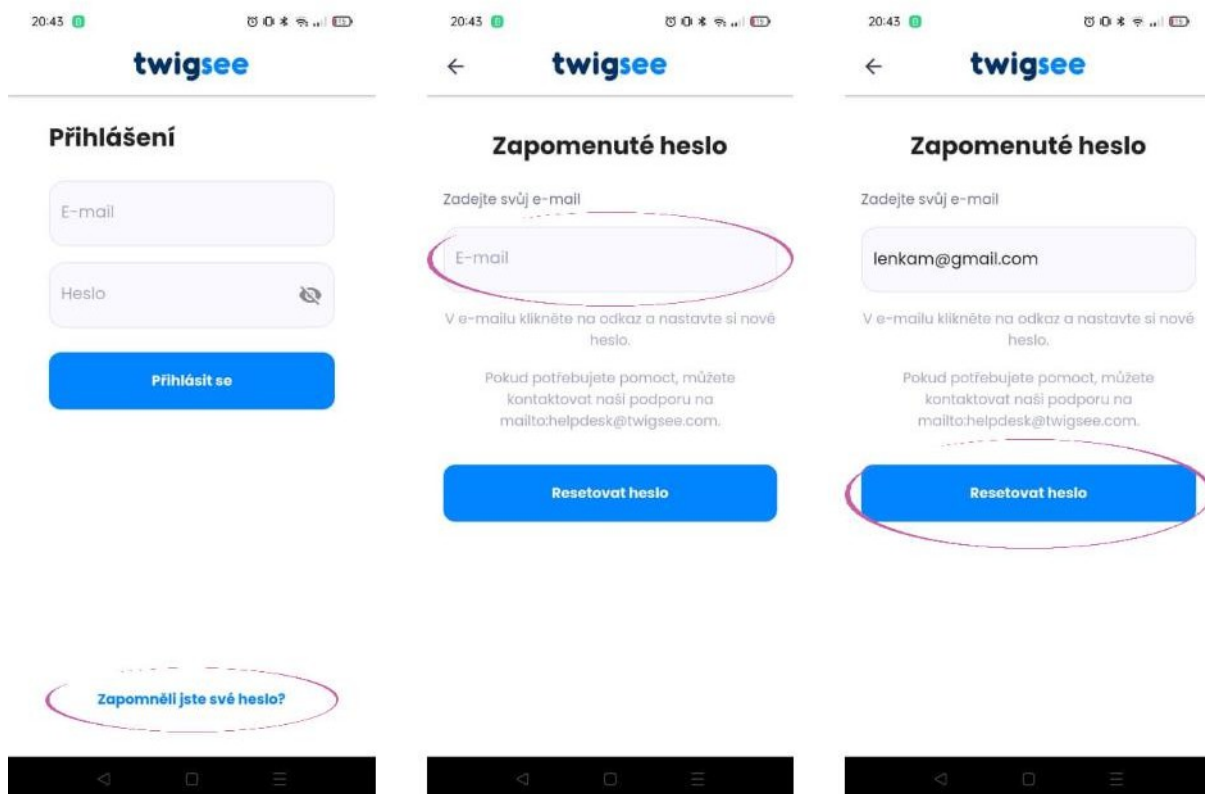 20:43
twigsee
Přihlášení
E-mail
Heslo
Přihlásit se
Zapomněli jste své heslo?
20:43
twigsee
Zapomenuté heslo
Zadejte svůj e-mail
E-mail
V e-mailu klikněte na odkaz a nastavte si nové
heslo.
Pokud potřebujete pomoct, můžete
kontaktovat naši podporu na
mailto:helpdesk@twigsee.com.
Resetovat heslo
20:43
twigsee
Zapomenuté heslo
Zadejte svůj e-mail
lenkam@gmail.com
V e-mailu klikněte na odkaz a nastavte si nové
heslo.
Pokud potřebujete pomoct, můžete
kontaktovat naši podporu na
mailto:helpdesk@twigsee.com.
Resetovat heslo